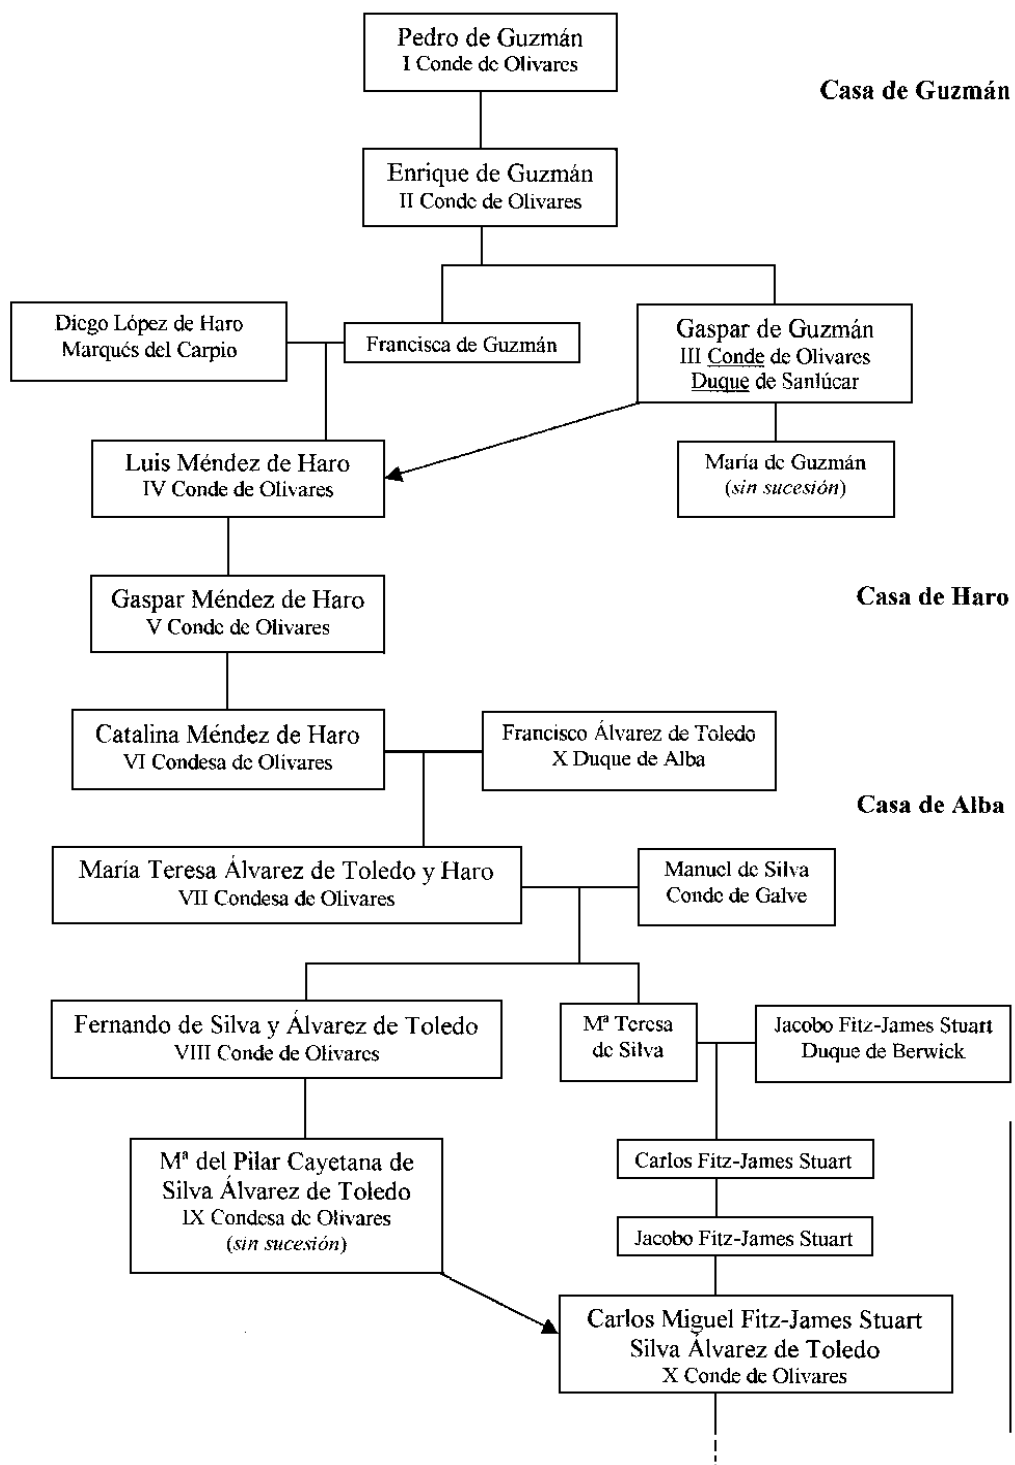 Pedro de Guzmán
I Conde de Olivares
Casa de Guzmán
Enrique de Guzmán
II Conde de Olivares
Diego López de Haro
Marqués del Carpio
Francisca de Guzmán
Gaspar de Guzmán
III Conde de Olivares
Duque de Sanlúcar
Luis Méndez de Haro
IV Conde de Olivares
María de Guzmán
(sin sucesión)
Gaspar Méndez de Haro
V Conde de Olivares
Casa de Haro
Catalina Méndez de Haro
VI Condesa de Olivares
Francisco Álvarez de Toledo
X Duque de Alba
Casa de Alba
María Teresa Álvarez de Toledo y Haro
VII Condesa de Olivares
Manuel de Silva
Conde de Galve
Fernando de Silva y Álvarez de Toledo
VIII Conde de Olivares
Mª Teresa
de Silva
Jacobo Fitz-James Stuart
Duque de Berwick
Mª del Pilar Cayetana de
Silva Álvarez de Toledo
IX Condesa de Olivares
(sin sucesión)
Carlos Fitz-James Stuart
Jacobo Fitz-James Stuart
Carlos Miguel Fitz-James Stuart
Silva Álvarez de Toledo
X Conde de Olivares